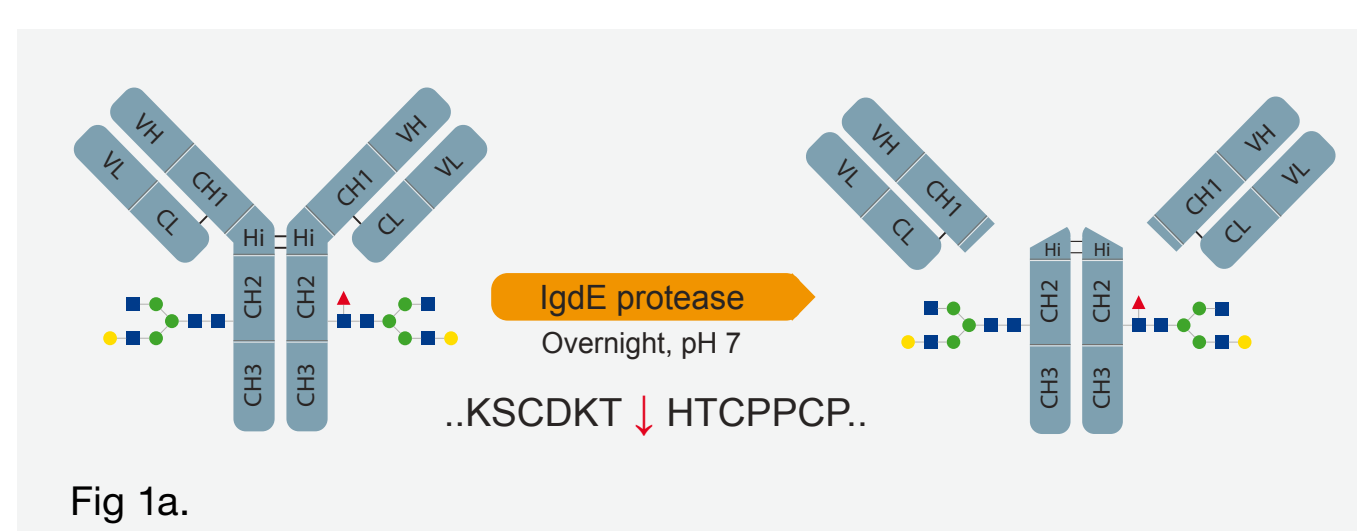 VH
VL
CH1
CL
VH
VL
CH1
CL
Hi
Hi
CH2
CH2
CH3
CH3
IgdE protease
Overnight, pH 7
..KSCDKT ↓ HTCPPCP..
VH
VL
CH1
CL
VH
VL
CH1
CL
Hi
Hi
CH2
CH2
CH3
CH3
Fig 1a.